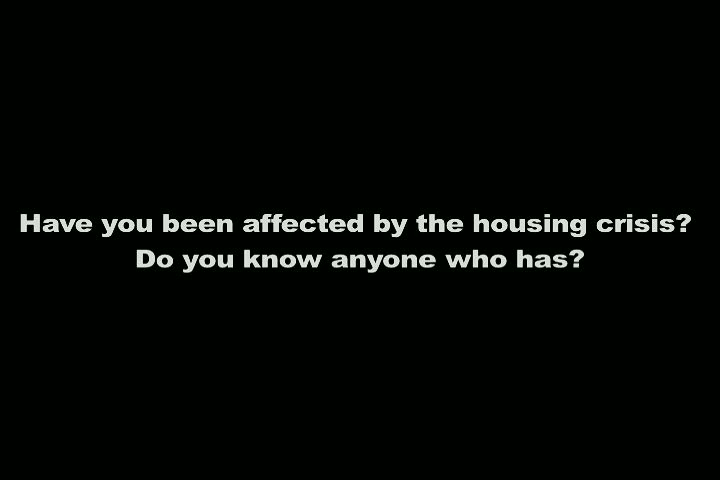 Have you been affected by the housing crisis?
Do you know anyone who has?